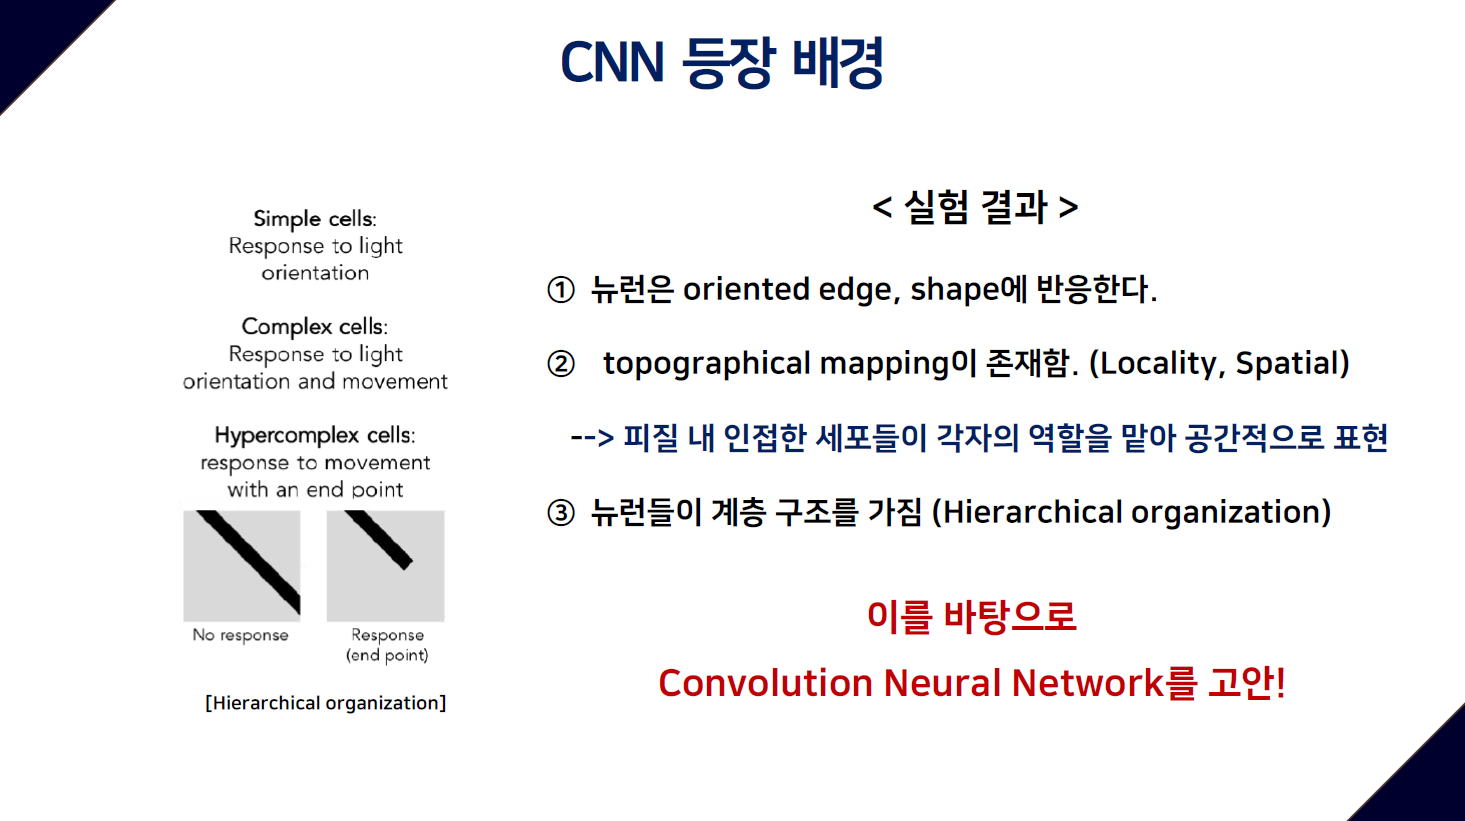 CNN 등장 배경
Simple cells:
Response to light
orientation
Complex cells:
Response to light
orientation and movement
Hypercomplex cells:
response to movement
with an end point
No response
Response
(end point)
[Hierarchical organization]
< 실험 결과 >
① 뉴런은 oriented edge, shape에 반응한다.
② topographical mapping이 존재함. (Locality, Spatial)
--> 피질 내 인접한 세포들이 각자의 역할을 맡아 공간적으로 표현
③ 뉴런들이 계층 구조를 가짐 (Hierarchical organization)
이를 바탕으로
Convolution Neural Network를 고안!